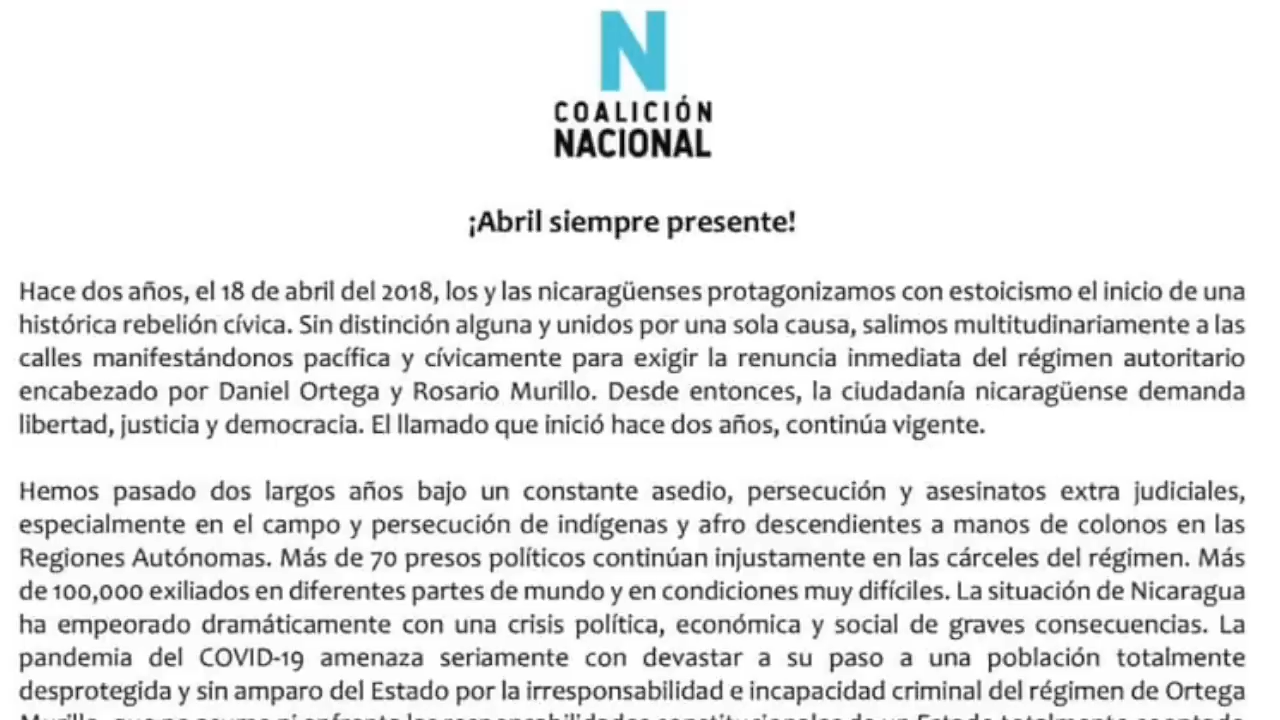 N
COALICIÓN
NACIONAL
¡Abril siempre presente!
Hace dos años, el 18 de abril del 2018, los y las nicaragüenses protagonizamos con estoicismo el inicio de una
histórica rebelión cívica. Sin distinción alguna y unidos por una sola causa, salimos multitudinariamente a las
calles manifestándonos pacífica y cívicamente para exigir la renuncia inmediata del régimen autoritario
encabezado por Daniel Ortega y Rosario Murillo. Desde entonces, la ciudadanía nicaragüense demanda
libertad, justicia y democracia. El llamado que inició hace dos años, continúa vigente.
Hemos pasado dos largos años bajo un constante asedio, persecución y asesinatos extra judiciales,
especialmente en el campo y persecución de indígenas y afro descendientes a manos de colonos en las
Regiones Autónomas. Más de 70 presos políticos continúan injustamente en las cárceles del régimen. Más
de 100,000 exiliados en diferentes partes de mundo y en condiciones muy difíciles. La situación de Nicaragua
ha empeorado dramáticamente con una crisis política, económica y social de graves consecuencias. La
pandemia del COVID-19 amenaza seriamente con devastar a su paso a una población totalmente
desprotegida y sin amparo del Estado por la irresponsabilidad e incapacidad criminal del régimen de Ortega